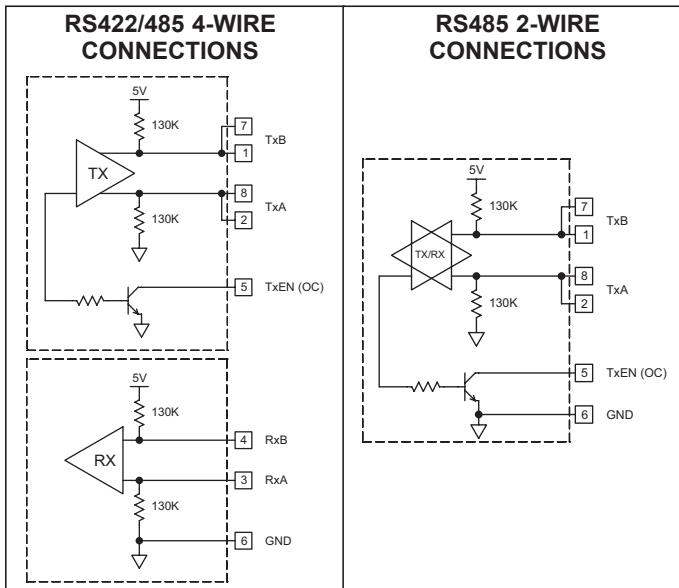 RS422/485 4-WIRE
CONNECTIONS
5V
130K
7
TxB
1
TX
8
TxA
2
130K
5
TxEN (OC)
5V
130K
4
RxB
RX
3
RxA
130K
6
GND
RS485 2-WIRE
CONNECTIONS
5V
130K
7
TxB
1
TX/RX
8
TxA
2
130K
5
TxEN (OC)
6
GND